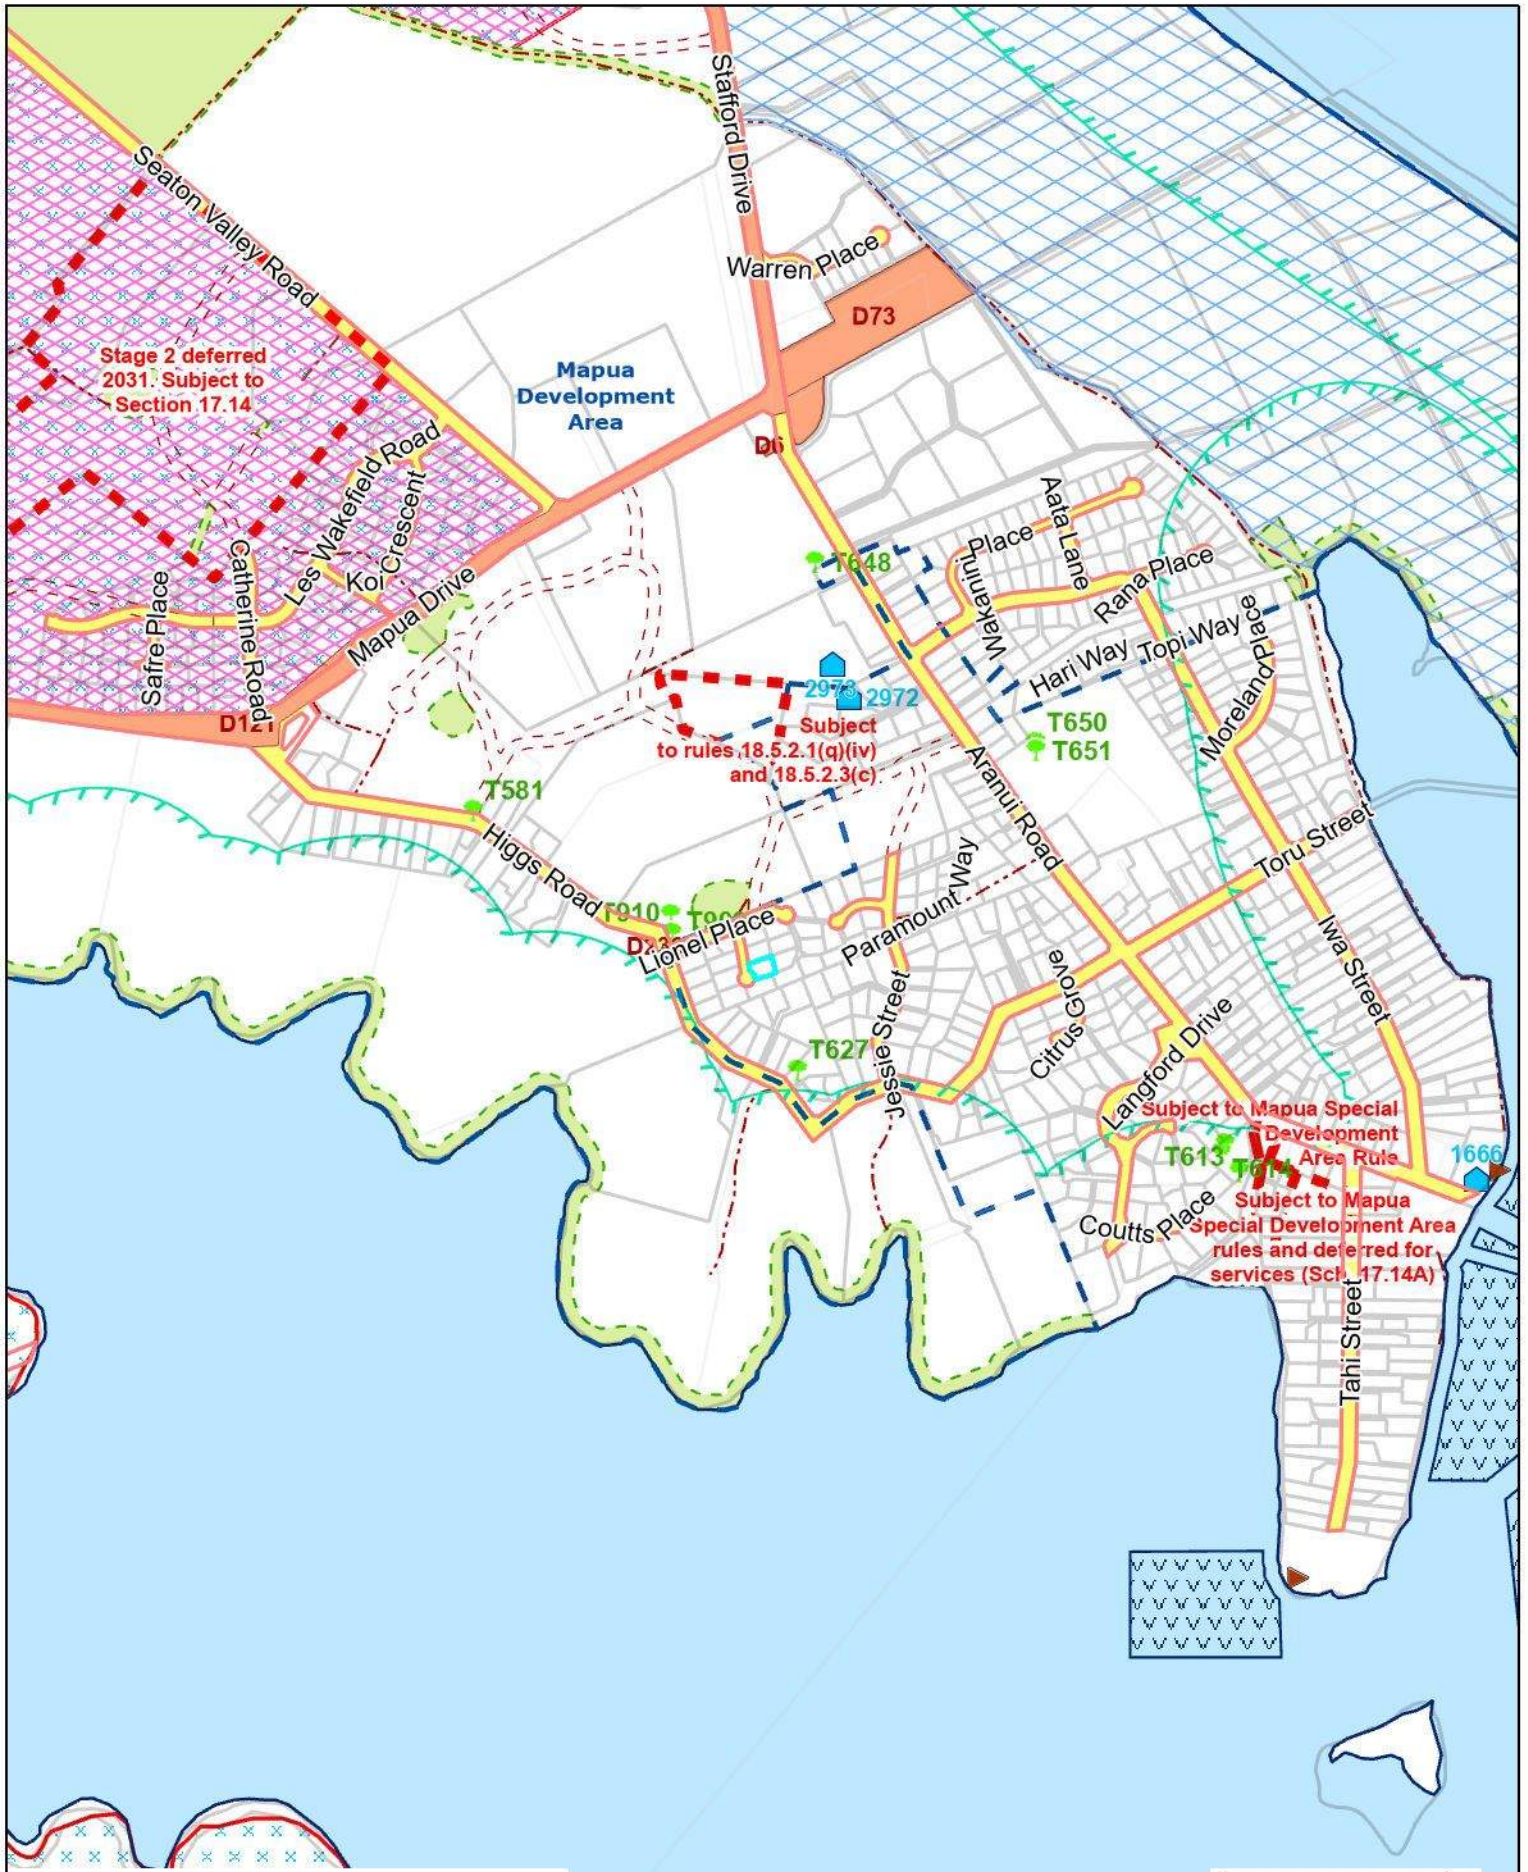 Stafford Drive
Seaton Valley Road
Warren Place
D73
Stage 2 deferred
2031. Subject to
Section 17.14
Mapua
Development
Area
D6
Les Wakefield Road
Koi Crescent
Aata Lane
Wakanini Place
Rana Place
T648
Catherine Road
Safre Place
Mapua Drive
Hari Way
Topi Way
Moreland Place
2973
2972
D121
Subject
to rules 18.5.2.1(q)(iv)
and 18.5.2.3(c)
T650
T651
T581
Higgs Road
Aranui Road
Toru Street
Paramount Way
T910
Lionel Place
Iwa Street
Citrus Grove
Langford Drive
Jessie Street
T627
Subject to Mapua Special
Development
Area Rule
T613
T614
1666
Coutts Place
Subject to Mapua
Special Development Area
rules and deferred for
services (Sch 17.14A)
Tahi Street